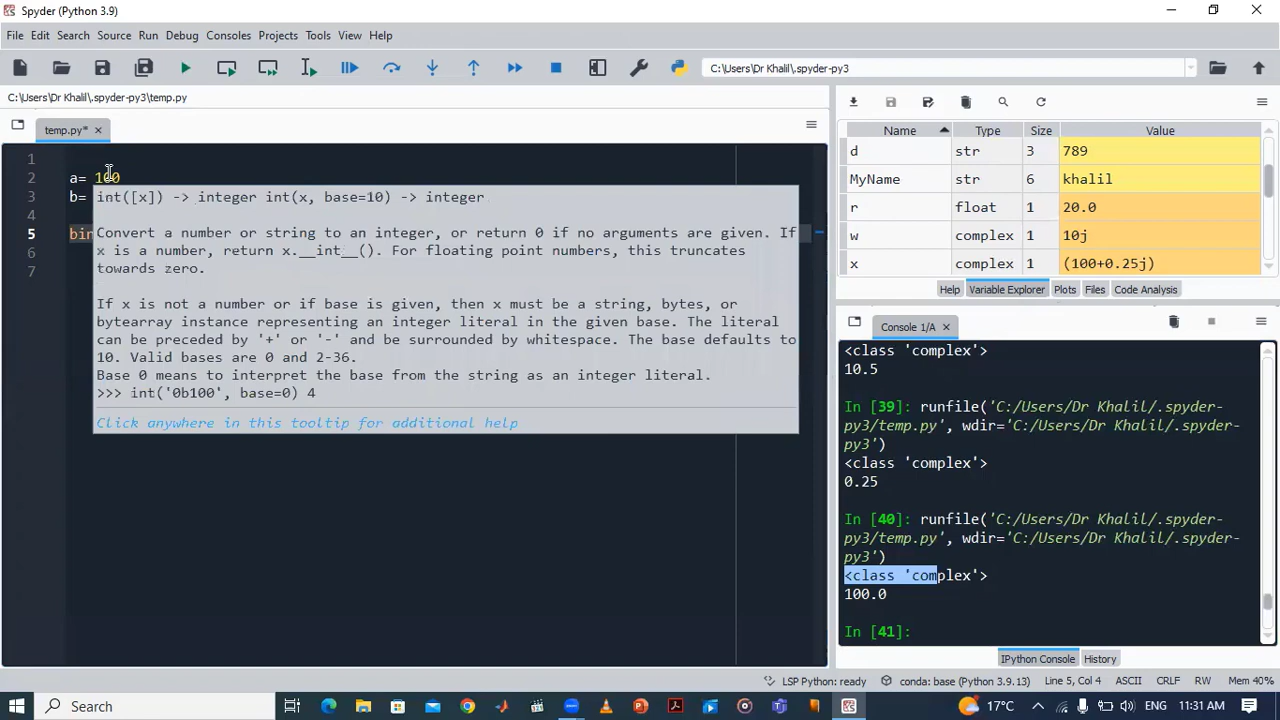 Spyder (Python 3.9)
File Edit Search Source Run Debug Consoles Projects Tools View Help
C:\Users\Dr Khalil\.spyder-py3
C:\Users\Dr Khalil\.spyder-py3\temp.py
temp.py*
1
2 a= 100
3 b=
4
5 bin
6
7
int([x]) -> integer int(x, base=10) -> integer
Convert a number or string to an integer, or return 0 if no arguments are given. If
x is a number, return x.__int__(). For floating point numbers, this truncates
towards zero.
If x is not a number or if base is given, then x must be a string, bytes, or
bytearray instance representing an integer literal in the given base. The literal
can be preceded by '+' or '-' and be surrounded by whitespace. The base defaults to
10. Valid bases are 0 and 2-36.
Base 0 means to interpret the base from the string as an integer literal.
>>> int('0b100', base=0) 4
Click anywhere in this tooltip for additional help
Name Type Size Value
d str 3 789
MyName str 6 khalil
r float 1 20.0
w complex 1 10j
x complex 1 (100+0.25j)
Help Variable Explorer Plots Files Code Analysis
Console 1/A
<class 'complex'>
10.5
In [39]: runfile('C:/Users/Dr Khalil/.spyder-
py3/temp.py', wdir='C:/Users/Dr Khalil/.spyder-
py3')
<class 'complex'>
0.25
In [40]: runfile('C:/Users/Dr Khalil/.spyder-
py3/temp.py', wdir='C:/Users/Dr Khalil/.spyder-
py3')
<class 'complex'>
100.0
In [41]:
IPython Console History
LSP Python: ready conda: base (Python 3.9.13) Line 5, Col 4 ASCII CRLF RW Mem 40%
Search 17°C ENG 11:31 AM